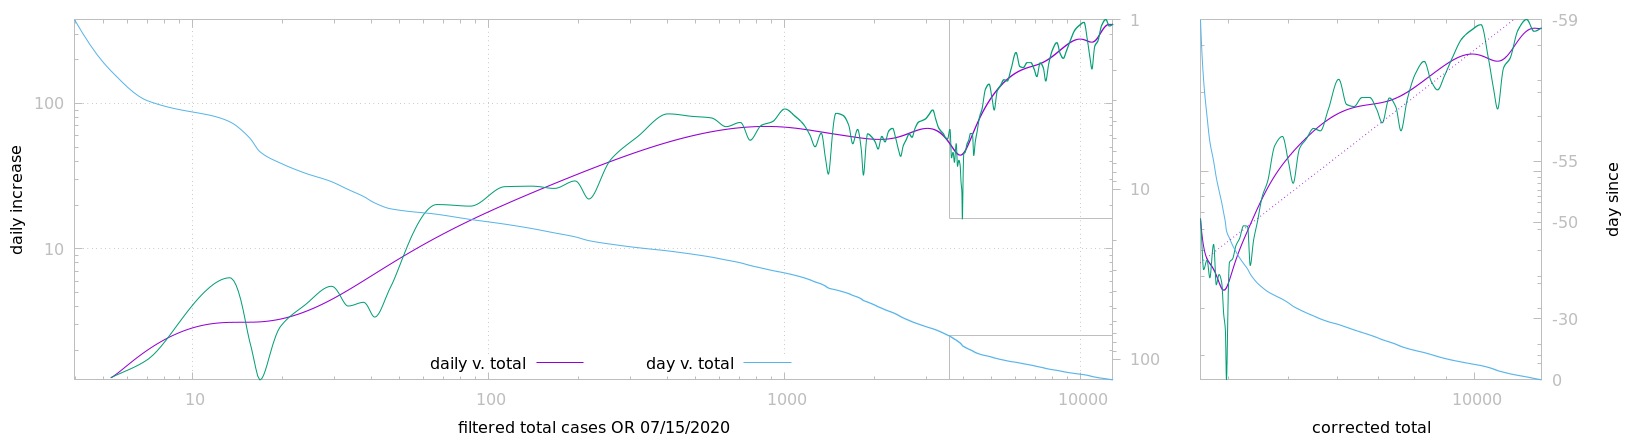 1
-59
100
daily increase
10
-55
-50
day since
10
-30
daily v. total
day v. total
100
0
10
100
1000
10000
10000
filtered total cases OR 07/15/2020
corrected total